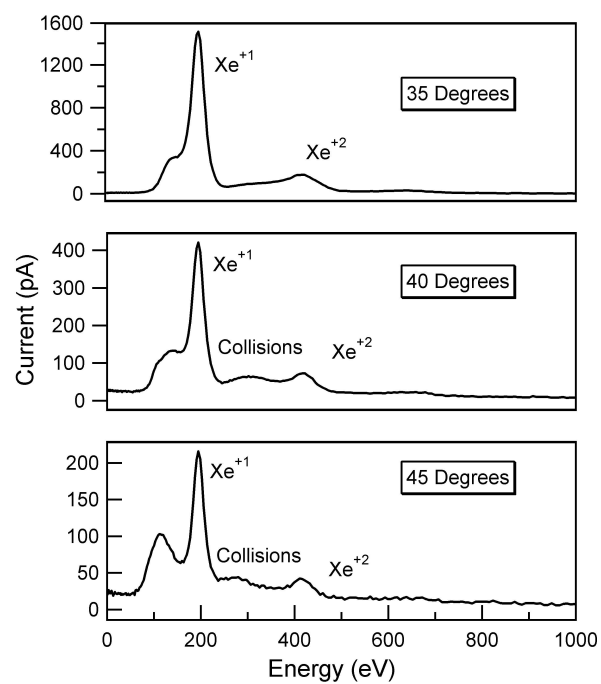 1600
1200
800
400
0
Xe+1
Xe+2
35 Degrees
400
300
200
100
0
Xe+1
Collisions
Xe+2
40 Degrees
Current (pA)
200
150
100
50
0
Xe+1
Collisions
Xe+2
45 Degrees
0 200 400 600 800 1000
Energy (eV)